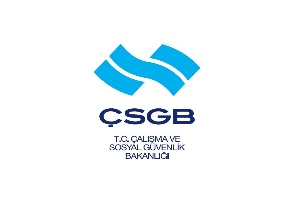 ÇSGB
T.C. ÇALIŞMA VE
SOSYAL GÜVENLİK
BAKANLIĞI